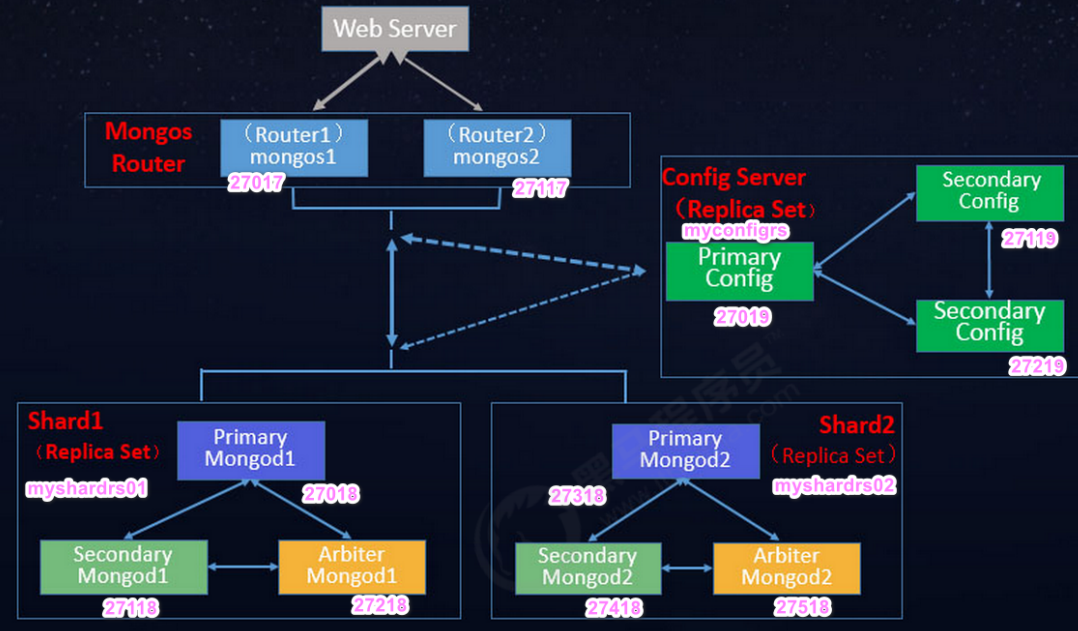 Web Server
Mongos
Router
（Router1）
mongos1
27017
（Router2）
mongos2
27117
Config Server
（Replica Set）
myconfigrs
Primary
Config
27019
Secondary
Config
27119
Secondary
Config
27219
Shard1
（Replica Set）
myshardrs01
Primary
Mongod1
27018
Secondary
Mongod1
27118
Arbiter
Mongod1
27218
Shard2
（Replica Set）
myshardrs02
Primary
Mongod2
27318
Secondary
Mongod2
27418
Arbiter
Mongod2
27518